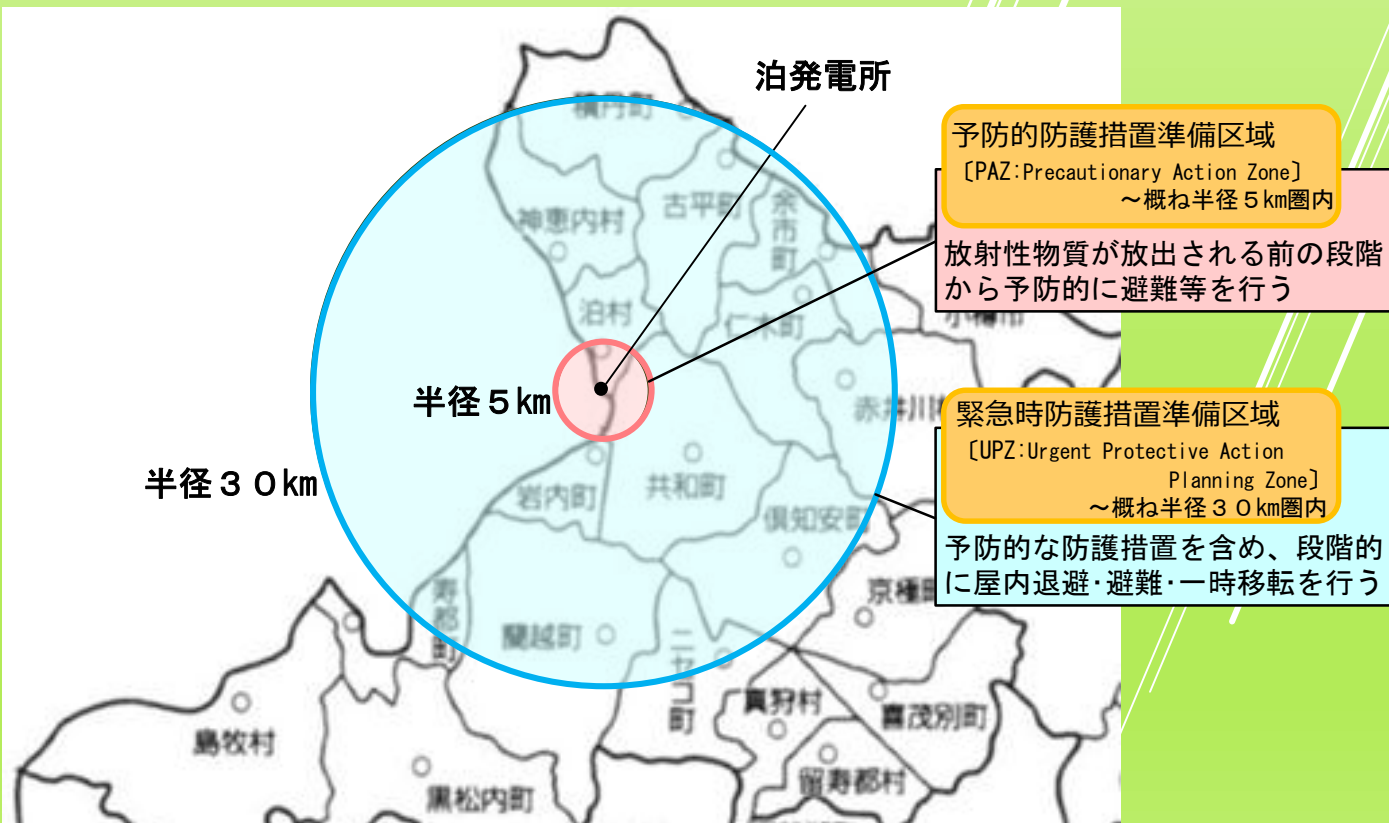 泊発電所
積丹町
予防的防護措置準備区域
〔PAZ:Precautionary Action Zone〕
～概ね半径５km圏内
放射性物質が放出される前の段階
から予防的に避難等を行う
古平町
余市町
神恵内村
泊村
仁木町
小樽市
半径５㎞
赤井川
緊急時防護措置準備区域
〔UPZ:Urgent Protective Action
Planning Zone〕
～概ね半径３０㎞圏内
予防的な防護措置を含め、段階的
に屋内退避･避難･一時移転を行う
半径３０㎞
岩内町
共和町
倶知安町
京極
寿都町
蘭越町
ニセコ町
真狩村
喜茂別町
島牧村
留寿都村
黒松内町